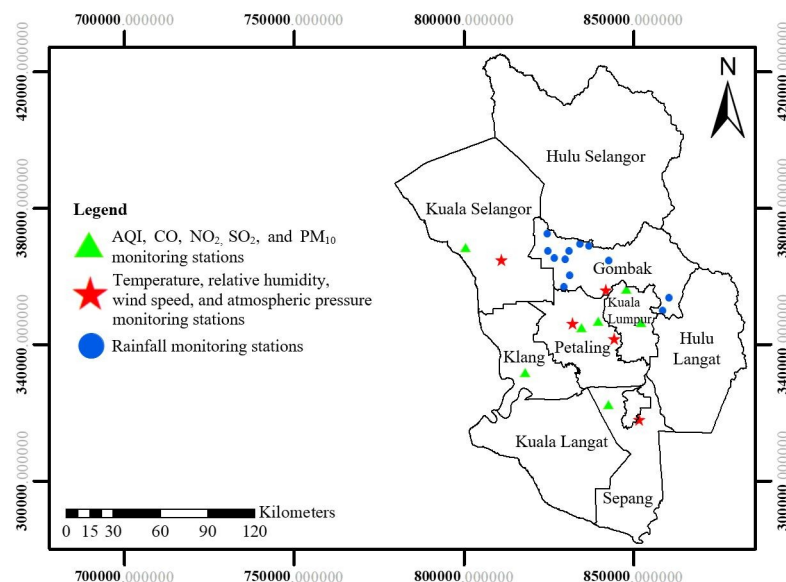 700000.000000 750000.000000 800000.000000 850000.000000
420000.000000
380000.000000
340000.000000
300000.000000
N
Hulu Selangor
Kuala Selangor
Gombak
Kuala
Lumpur
Hulu
Langat
Petaling
Klang
Kuala Langat
Sepang
Legend
AQI, CO, NO2, SO2, and PM10
monitoring stations
Temperature, relative humidity,
wind speed, and atmospheric pressure
monitoring stations
Rainfall monitoring stations
Kilometers
0 15 30 60 90 120
420000.000000
380000.000000
340000.000000
300000.000000
700000.000000 750000.000000 800000.000000 850000.000000